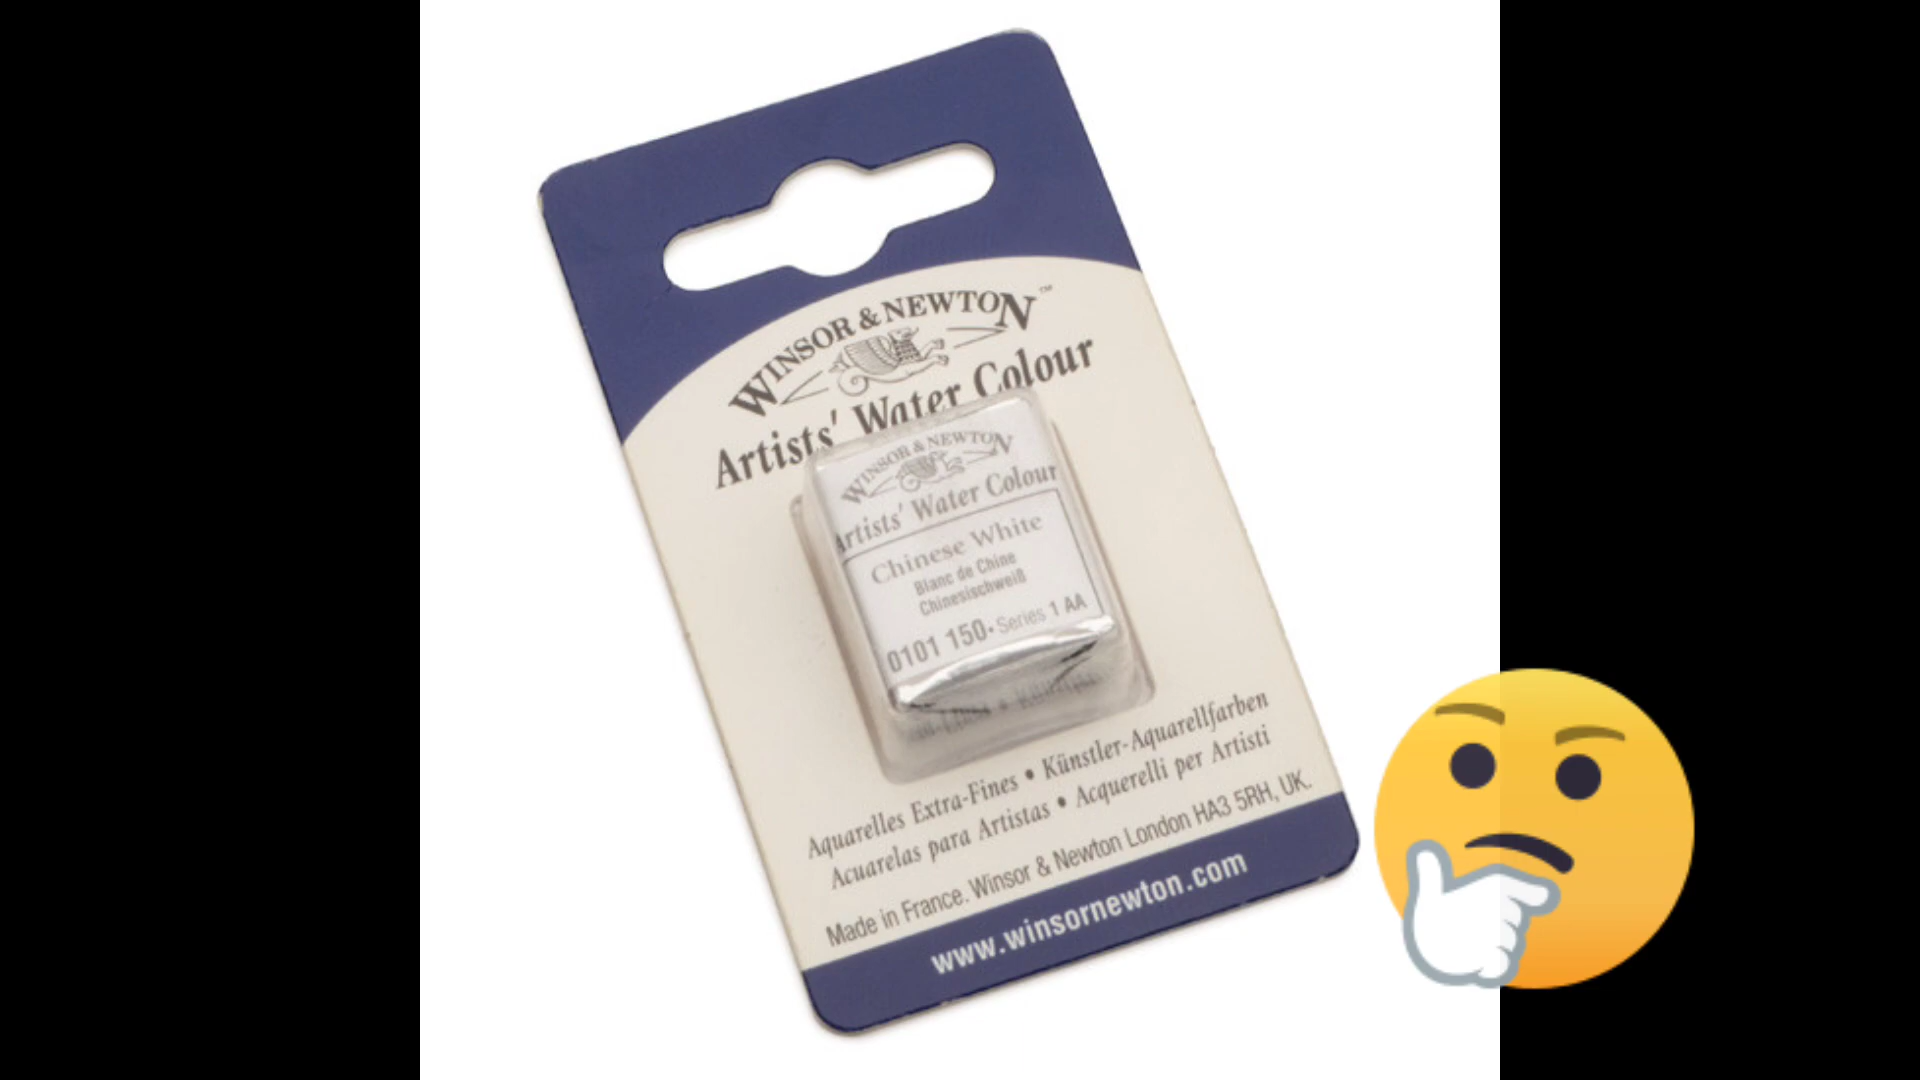 WINSOR & NEWTON™
Artists' Water Colour
WINSOR & NEWTON
Artists' Water Colour
Chinese White
Blanc de Chine
Chinesischweiß
0101 150• Series 1 AA
Aquarelles Extra-Fines • Künstler-Aquarellfarben
Acuarelas para Artistas • Acquerelli per Artisti
Made in France. Winsor & Newton London HA3 5RH, UK.
www.winsornewton.com